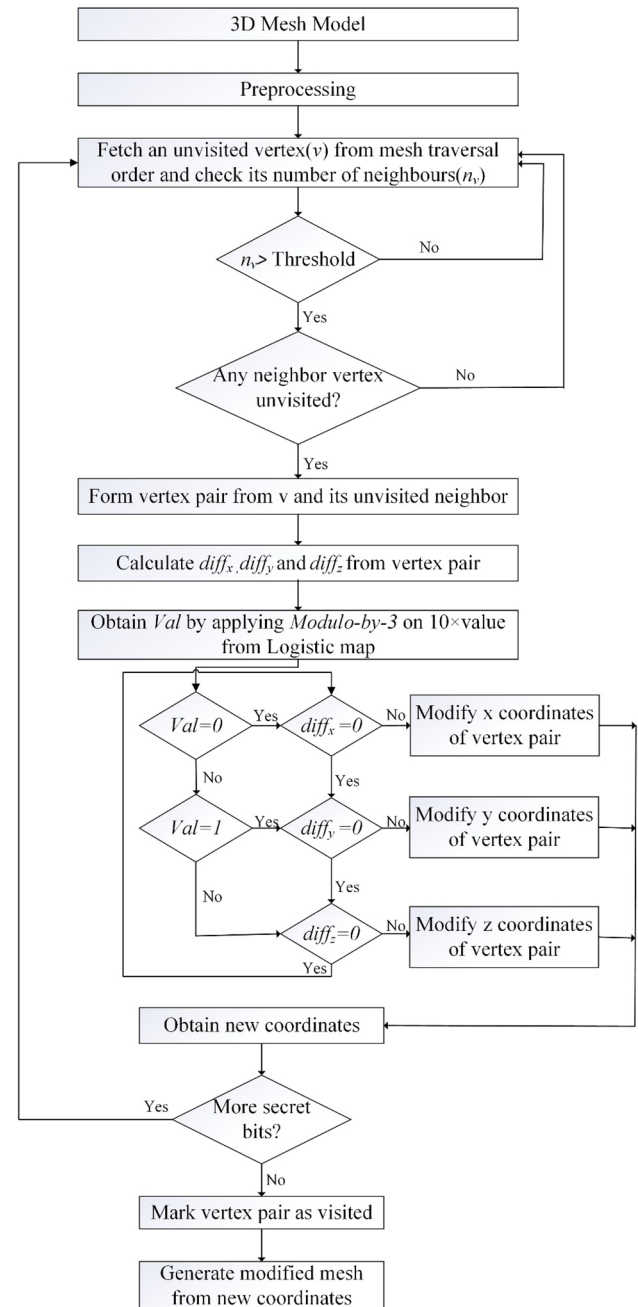 3D Mesh Model
Preprocessing
Fetch an unvisited vertex(v) from mesh traversal
order and check its number of neighbours(nᵥ)
nᵥ> Threshold
No
Yes
Any neighbor vertex
unvisited?
No
Yes
Form vertex pair from v and its unvisited neighbor
Calculate diffₓ ,diffy and diffz from vertex pair
Obtain Val by applying Modulo-by-3 on 10×value
from Logistic map
Val=0
Yes
diffₓ =0
No
Modify x coordinates
of vertex pair
No
Yes
Val=1
Yes
diffy =0
No
Modify y coordinates
of vertex pair
No
Yes
diffz=0
No
Modify z coordinates
of vertex pair
Yes
Obtain new coordinates
Yes
More secret
bits?
No
Mark vertex pair as visited
Generate modified mesh
from new coordinates